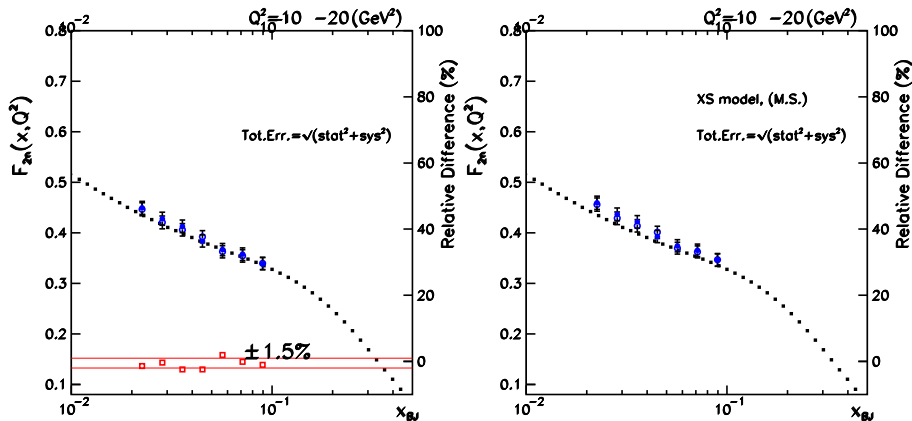 Q²=10 -20(GeV²)
10⁻² 10⁻¹
0.8 100
0.7 80
0.6 60
0.5 40
0.4
0.3 20
0.2 0
0.1
F₂ₙ(x,Q²)
Relative Difference (%)
Tot.Err.=√(stat²+sys²)
±1.5%
10⁻² 10⁻¹
x_BJ
Q²=10 -20(GeV²)
10⁻² 10⁻¹
0.8 100
0.7 80
0.6 60
0.5 40
0.4
0.3 20
0.2 0
0.1
F₂ₙ(x,Q²)
Relative Difference (%)
XS model, (M.S.)
Tot.Err.=√(stat²+sys²)
10⁻² 10⁻¹
x_BJ